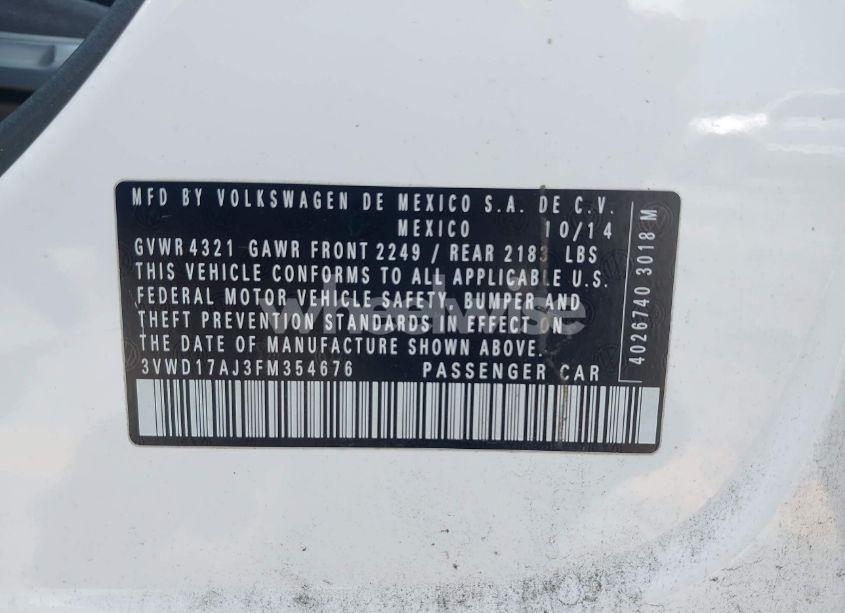 MFD BY VOLKSWAGEN DE MEXICO S.A. DE C.V.
MEXICO 10/14
GVWR 4321 GAWR FRONT 2249 / REAR 2183 LBS
THIS VEHICLE CONFORMS TO ALL APPLICABLE U.S.
FEDERAL MOTOR VEHICLE SAFETY, BUMPER AND
THEFT PREVENTION STANDARDS IN EFFECT ON
THE DATE OF MANUFACTURE SHOWN ABOVE.
3VWD17AJ3FM354676 PASSENGER CAR
4026740 3018 M
wheelwise